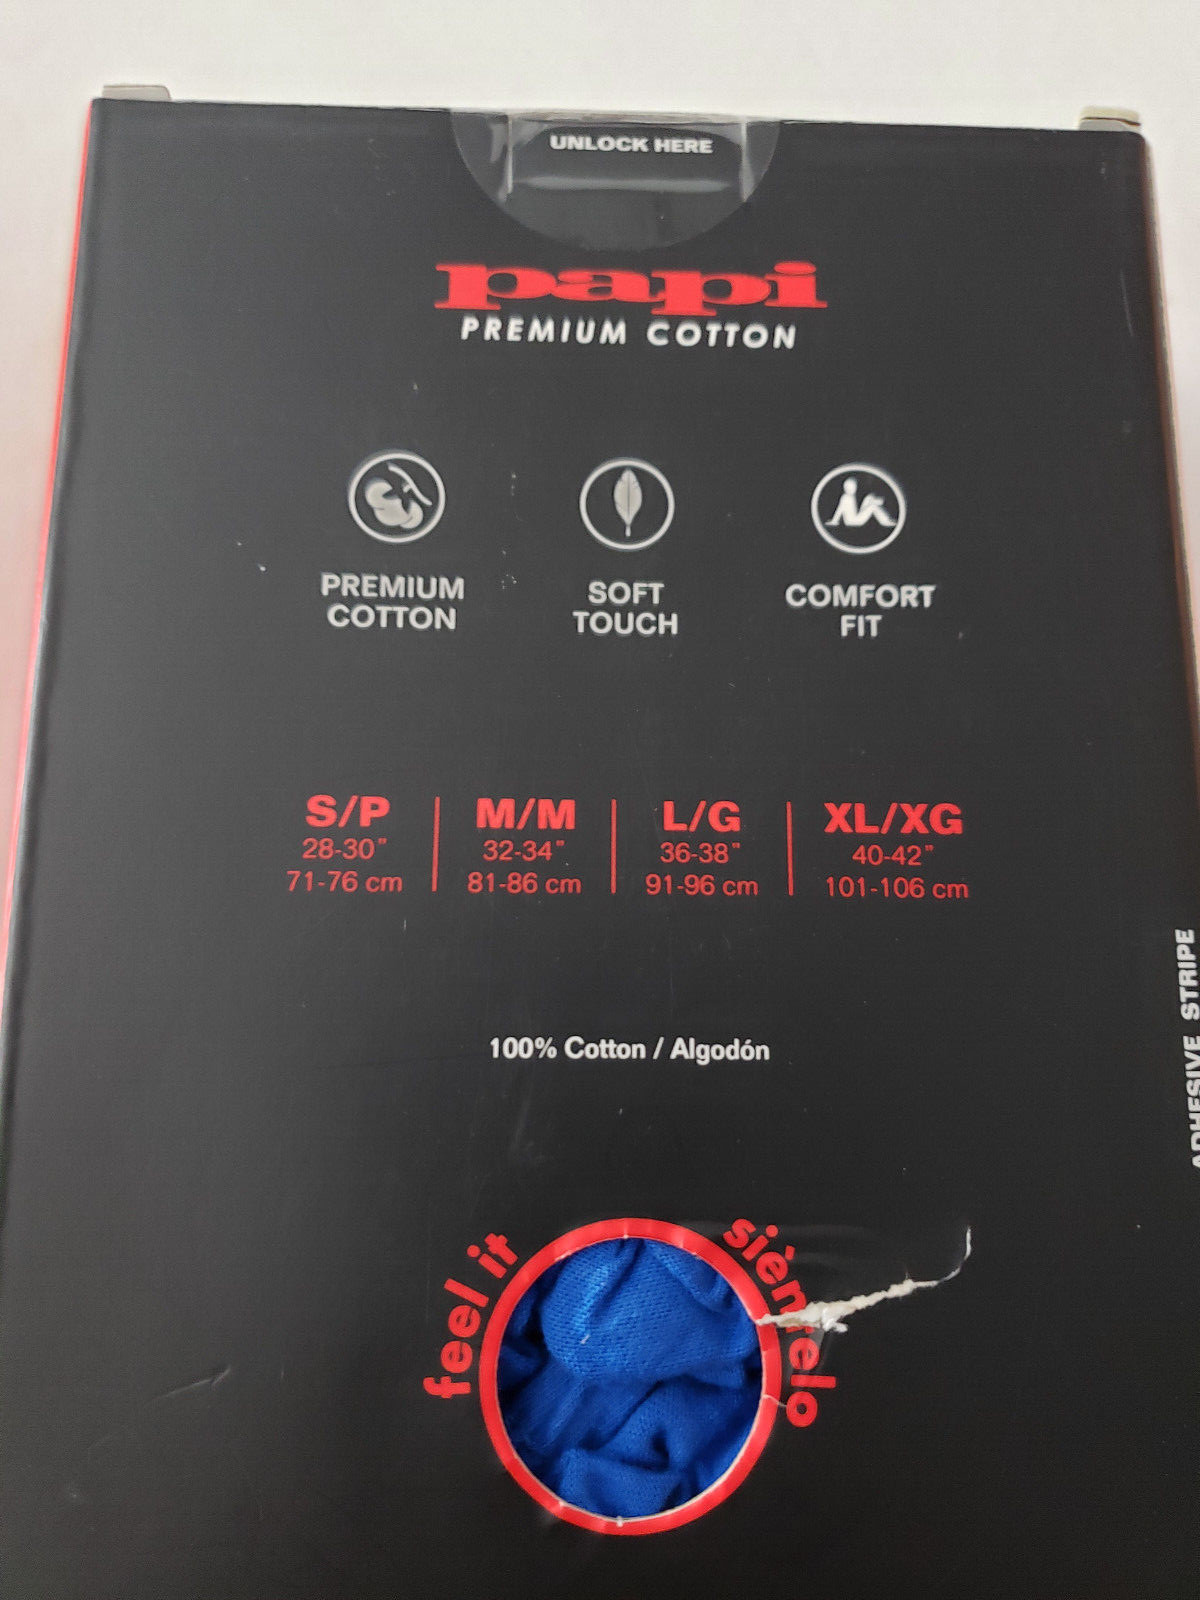 UNLOCK HERE
papi
PREMIUM COTTON
PREMIUM
COTTON
SOFT
TOUCH
COMFORT
FIT
S/P
28-30"
71-76 cm
M/M
32-34"
81-86 cm
L/G
36-38"
91-96 cm
XL/XG
40-42"
101-106 cm
100% Cotton / Algodón
feel it
ADHESIVE STRIPE